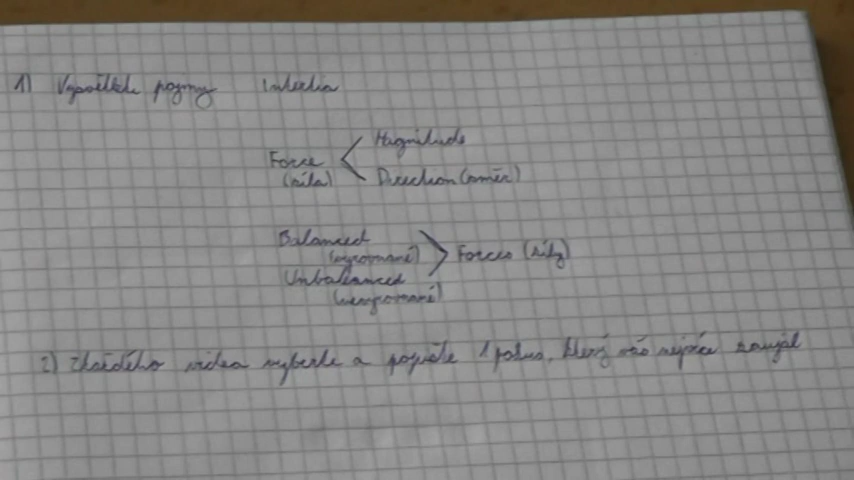 1) Vysvětlete pojmy Interia
Force < Magnitude
(síla) Direction (směr)
Balanced
(vyrovnané) > Forces (síly)
Unbalanced
(nevyrovnané)
2) Z každého videa vyberte a popište 1 pokus, který vás nejvíce zaujal